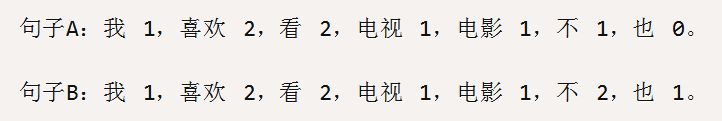 句子A：我 1，喜欢 2，看 2，电视 1，电影 1，不 1，也 0。
句子B：我 1，喜欢 2，看 2，电视 1，电影 1，不 2，也 1。